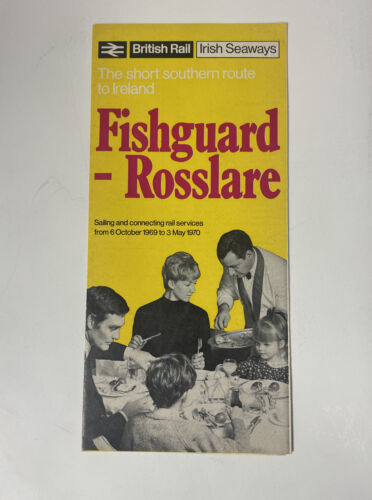 British Rail Irish Seaways
The short southern route
to Ireland
Fishguard
- Rosslare
Sailing and connecting rail services
from 6 October 1969 to 3 May 1970